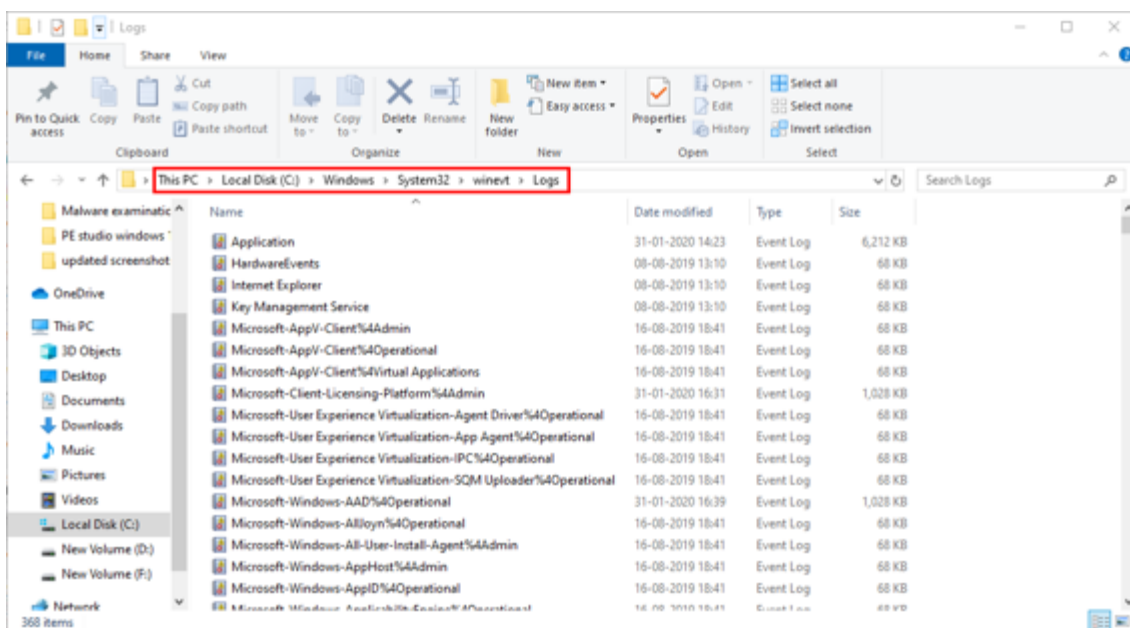 Logs
File Home Share View
Pin to Quick access
Copy
Paste
Cut
Copy path
Paste shortcut
Clipboard
Move to
Copy to
Delete
Rename
Organize
New folder
New item
Easy access
New
Properties
Open
Edit
History
Open
Select all
Select none
Invert selection
Select
This PC > Local Disk (C:) > Windows > System32 > winevt > Logs
Search Logs
Malware examinatic
PE studio windows
updated screenshot
OneDrive
This PC
3D Objects
Desktop
Documents
Downloads
Music
Pictures
Videos
Local Disk (C:)
New Volume (D:)
New Volume (F:)
Network
Name Date modified Type Size
Application 31-01-2020 14:23 Event Log 6,212 KB
HardwareEvents 08-08-2019 13:10 Event Log 68 KB
Internet Explorer 08-08-2019 13:10 Event Log 68 KB
Key Management Service 08-08-2019 13:10 Event Log 68 KB
Microsoft-AppV-Client%4Admin 16-08-2019 18:41 Event Log 68 KB
Microsoft-AppV-Client%4Operational 16-08-2019 18:41 Event Log 68 KB
Microsoft-AppV-Client%4Virtual Applications 16-08-2019 18:41 Event Log 68 KB
Microsoft-Client-Licensing-Platform%4Admin 31-01-2020 16:31 Event Log 1,028 KB
Microsoft-User Experience Virtualization-Agent Driver%4Operational 16-08-2019 18:41 Event Log 68 KB
Microsoft-User Experience Virtualization-App Agent%4Operational 16-08-2019 18:41 Event Log 68 KB
Microsoft-User Experience Virtualization-IPC%4Operational 16-08-2019 18:41 Event Log 68 KB
Microsoft-User Experience Virtualization-SQM Uploader%4Operational 16-08-2019 18:41 Event Log 68 KB
Microsoft-Windows-AAD%4Operational 31-01-2020 16:39 Event Log 1,028 KB
Microsoft-Windows-AllJoyn%4Operational 16-08-2019 18:41 Event Log 68 KB
Microsoft-Windows-All-User-Install-Agent%4Admin 16-08-2019 18:41 Event Log 68 KB
Microsoft-Windows-AppHost%4Admin 16-08-2019 18:41 Event Log 68 KB
Microsoft-Windows-AppID%4Operational 16-08-2019 18:41 Event Log 68 KB
Microsoft-Windows-Applicability-Engine%4Operational 16-08-2019 18:41 Event Log 68 KB
368 items